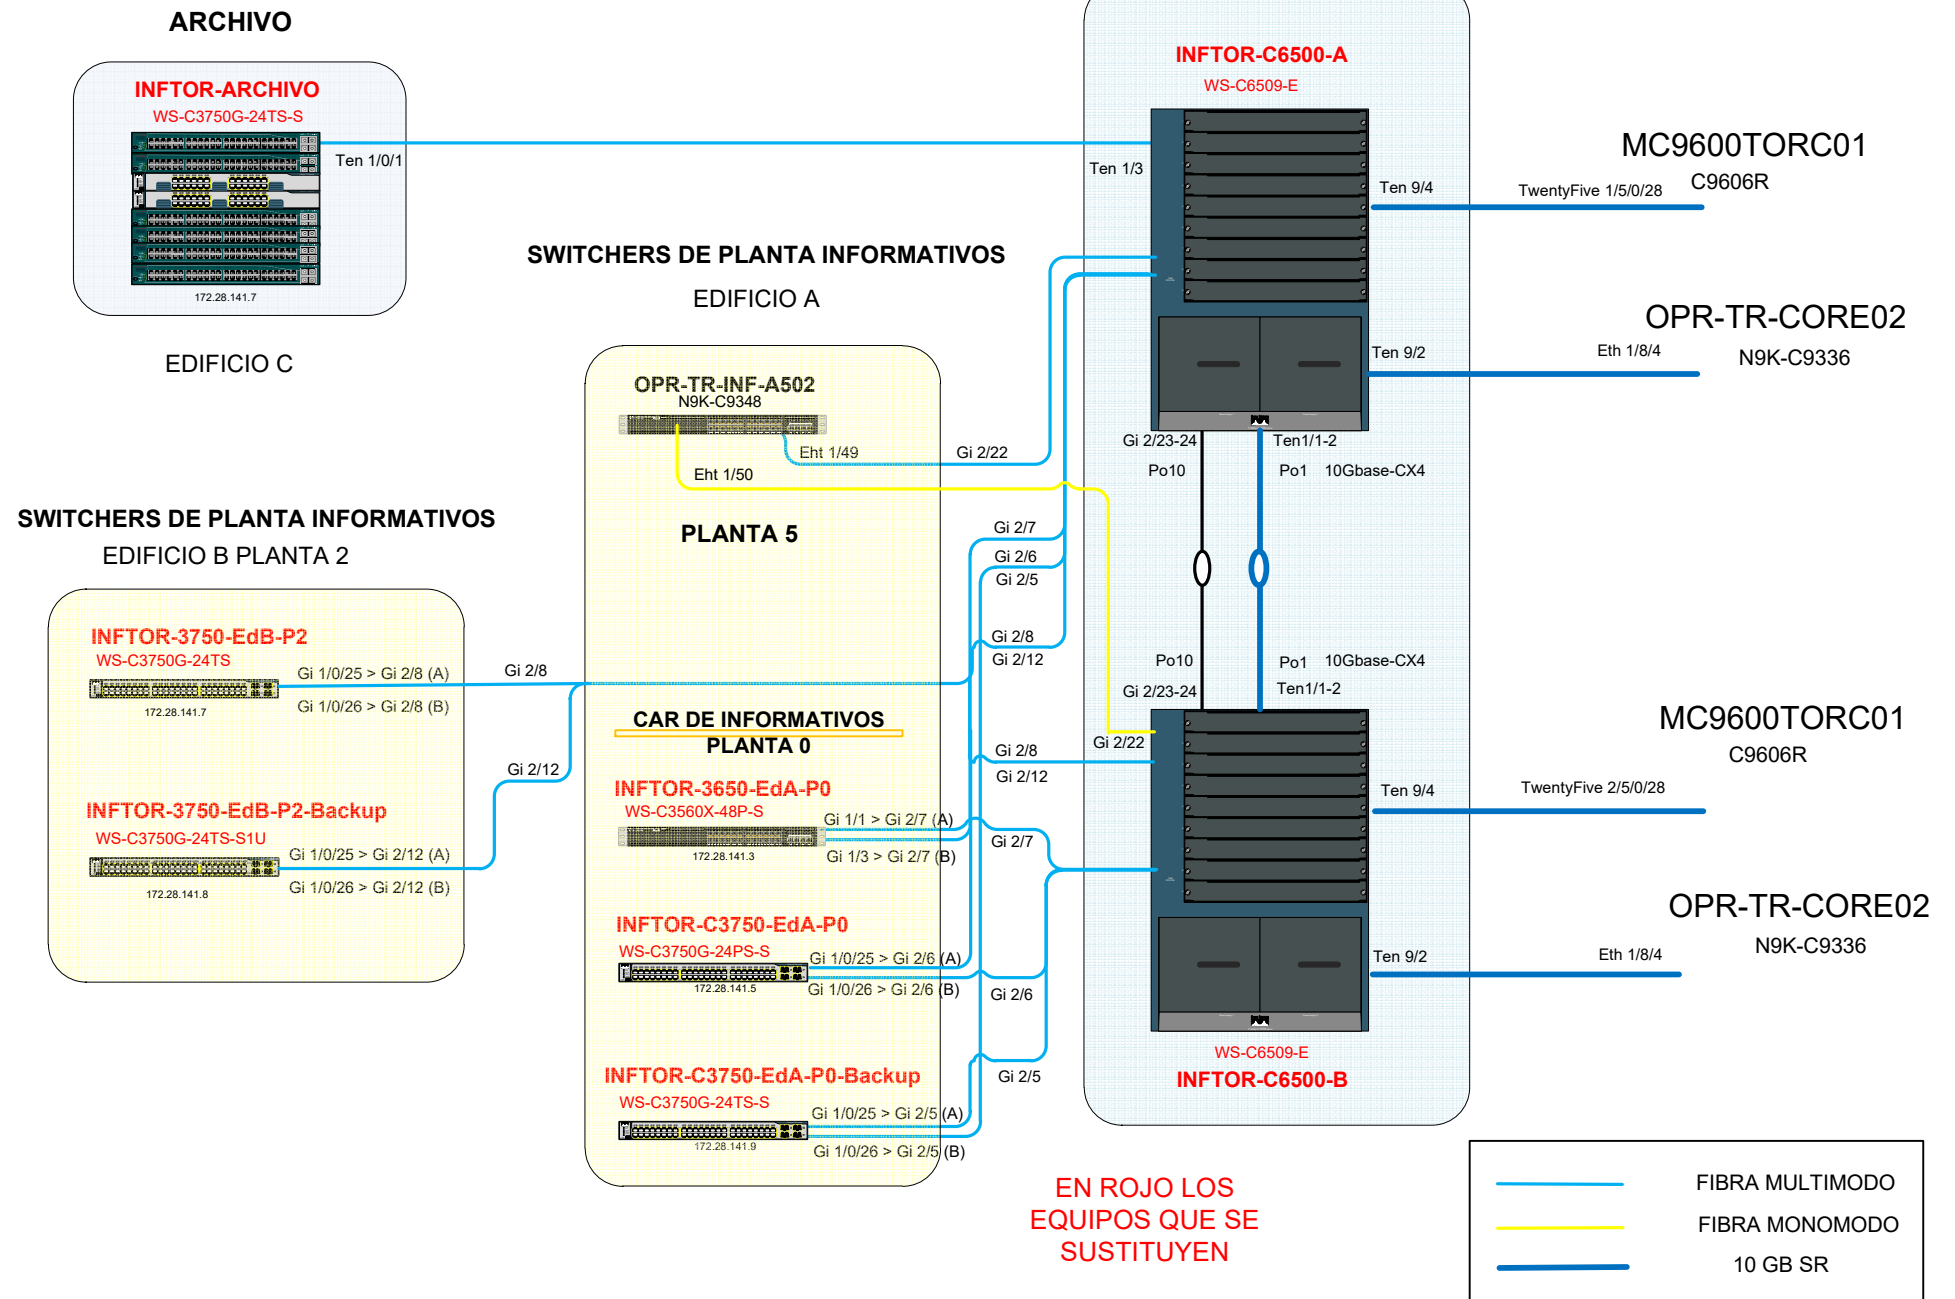 ARCHIVO
INFTOR-ARCHIVO
WS-C3750G-24TS-S
Ten 1/0/1
172.28.141.7
EDIFICIO C
INFTOR-C6500-A
WS-C6509-E
Ten 1/3
Ten 9/4
TwentyFive 1/5/0/28
MC9600TORC01
C9606R
Ten 9/2
Eth 1/8/4
OPR-TR-CORE02
N9K-C9336
SWITCHERS DE PLANTA INFORMATIVOS
EDIFICIO A
OPR-TR-INF-A502
N9K-C9348
Eht 1/49
Gi 2/22
Eht 1/50
PLANTA 5
Gi 2/23-24
Ten1/1-2
Po10
Po1
10Gbase-CX4
Gi 2/7
Gi 2/6
Gi 2/5
Gi 2/8
Gi 2/12
SWITCHERS DE PLANTA INFORMATIVOS
EDIFICIO B PLANTA 2
INFTOR-3750-EdB-P2
WS-C3750G-24TS
Gi 1/0/25 > Gi 2/8 (A)
Gi 2/8
Gi 1/0/26 > Gi 2/8 (B)
172.28.141.7
Gi 2/12
INFTOR-3750-EdB-P2-Backup
WS-C3750G-24TS-S1U
Gi 1/0/25 > Gi 2/12 (A)
Gi 1/0/26 > Gi 2/12 (B)
172.28.141.8
CAR DE INFORMATIVOS
PLANTA 0
INFTOR-3650-EdA-P0
WS-C3560X-48P-S
Gi 1/1 > Gi 2/7 (A)
Gi 1/3 > Gi 2/7 (B)
172.28.141.3
INFTOR-C3750-EdA-P0
WS-C3750G-24PS-S
Gi 1/0/25 > Gi 2/6 (A)
Gi 1/0/26 > Gi 2/6 (B)
172.28.141.5
INFTOR-C3750-EdA-P0-Backup
WS-C3750G-24TS-S
Gi 1/0/25 > Gi 2/5 (A)
Gi 1/0/26 > Gi 2/5 (B)
172.28.141.9
Po10
Po1
10Gbase-CX4
Gi 2/23-24
Ten1/1-2
Gi 2/22
Gi 2/8
Gi 2/12
Gi 2/7
Gi 2/6
Gi 2/5
Ten 9/4
TwentyFive 2/5/0/28
MC9600TORC01
C9606R
Ten 9/2
Eth 1/8/4
OPR-TR-CORE02
N9K-C9336
WS-C6509-E
INFTOR-C6500-B
EN ROJO LOS
EQUIPOS QUE SE
SUSTITUYEN
FIBRA MULTIMODO
FIBRA MONOMODO
10 GB SR